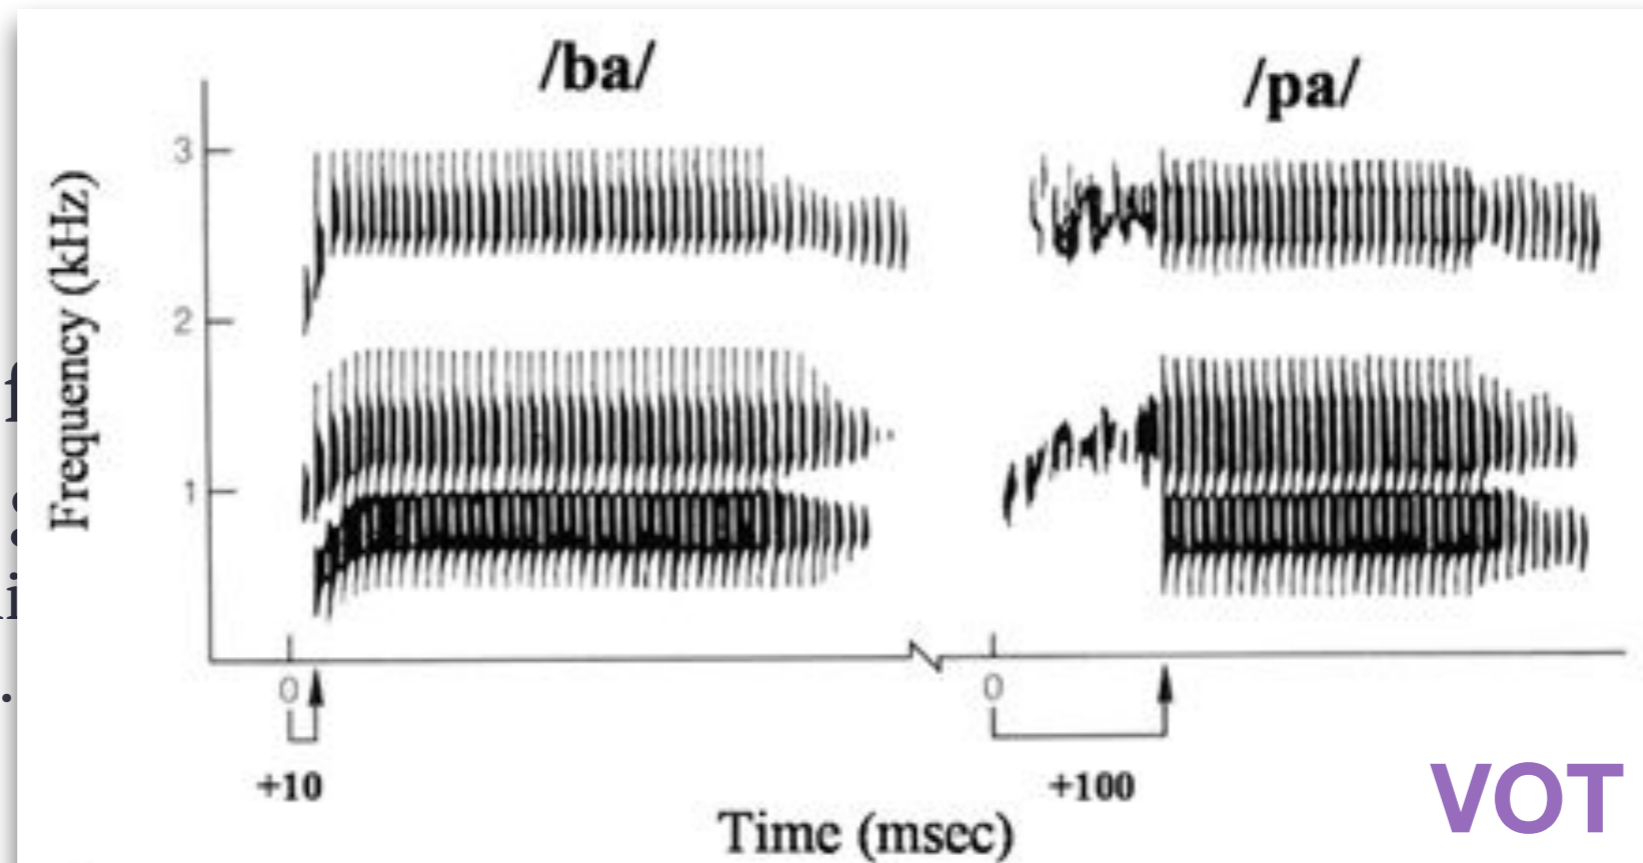 /ba/
/pa/
Frequency (kHz)
3
2
1
0
0
+10
+100
Time (msec)
VOT